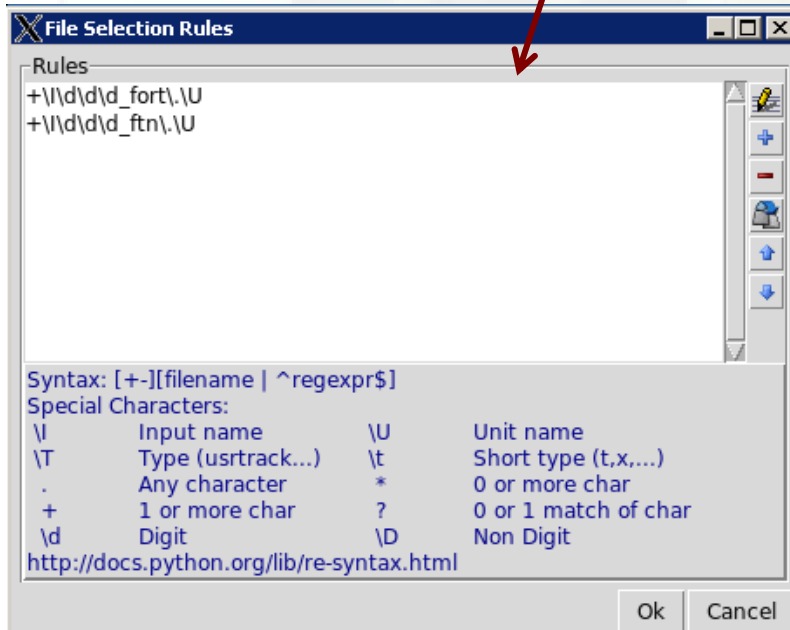 File Selection Rules
Rules
+\I\d\d\d_fort\.\U
+\I\d\d\d_ftn\.\U
Syntax: [+-][filename | ^regexpr$]
Special Characters:
\I Input name \U Unit name
\T Type (usrtrack...) \t Short type (t,x,...)
. Any character * 0 or more char
+ 1 or more char ? 0 or 1 match of char
\d Digit \D Non Digit
http://docs.python.org/lib/re-syntax.html
Ok Cancel